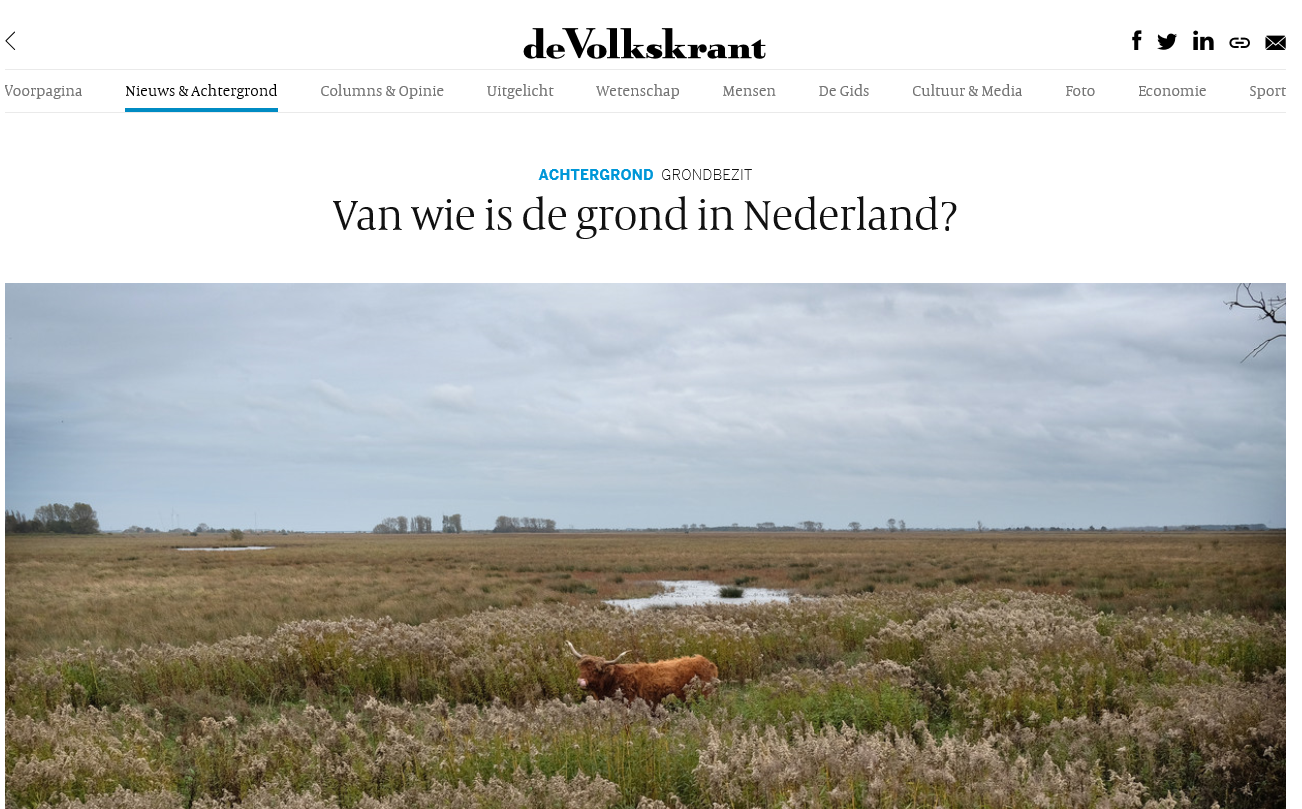 deVolkskrant
Voorpagina Nieuws & Achtergrond Columns & Opinie Uitgelicht Wetenschap Mensen De Gids Cultuur & Media Foto Economie Sport
ACHTERGROND GRONDBEZIT
Van wie is de grond in Nederland?